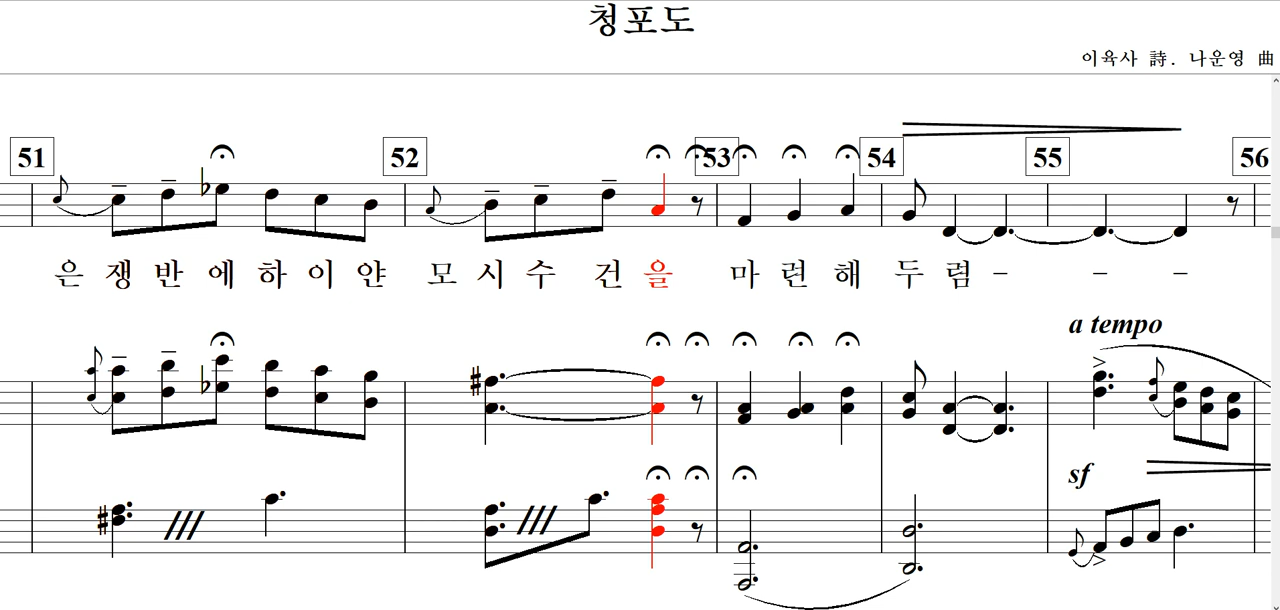 청포도
이육사 詩. 나운영 曲
51 52 53 54 55 56
은 쟁 반 에 하 이 얀 모 시 수 건 을 마 련 해 두 렴 - - -
a tempo
sf